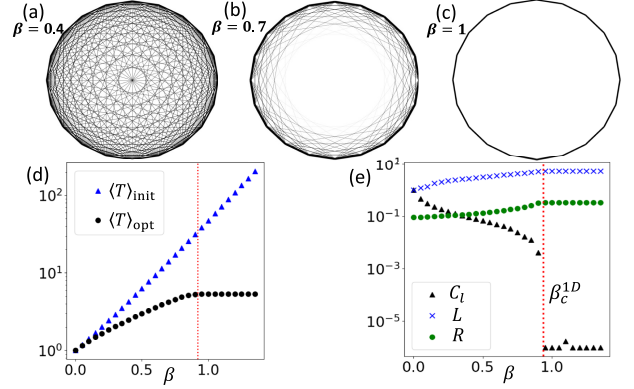 (a)
β = 0.4
(b)
β = 0.7
(c)
β = 1
(d)
10²
10¹
10⁰
⟨T⟩init
⟨T⟩opt
0.0 0.5 1.0
β
(e)
10¹
10⁻¹
10⁻³
10⁻⁵
C_l
L
R
β_c^{1D}
0.0 0.5 1.0
β